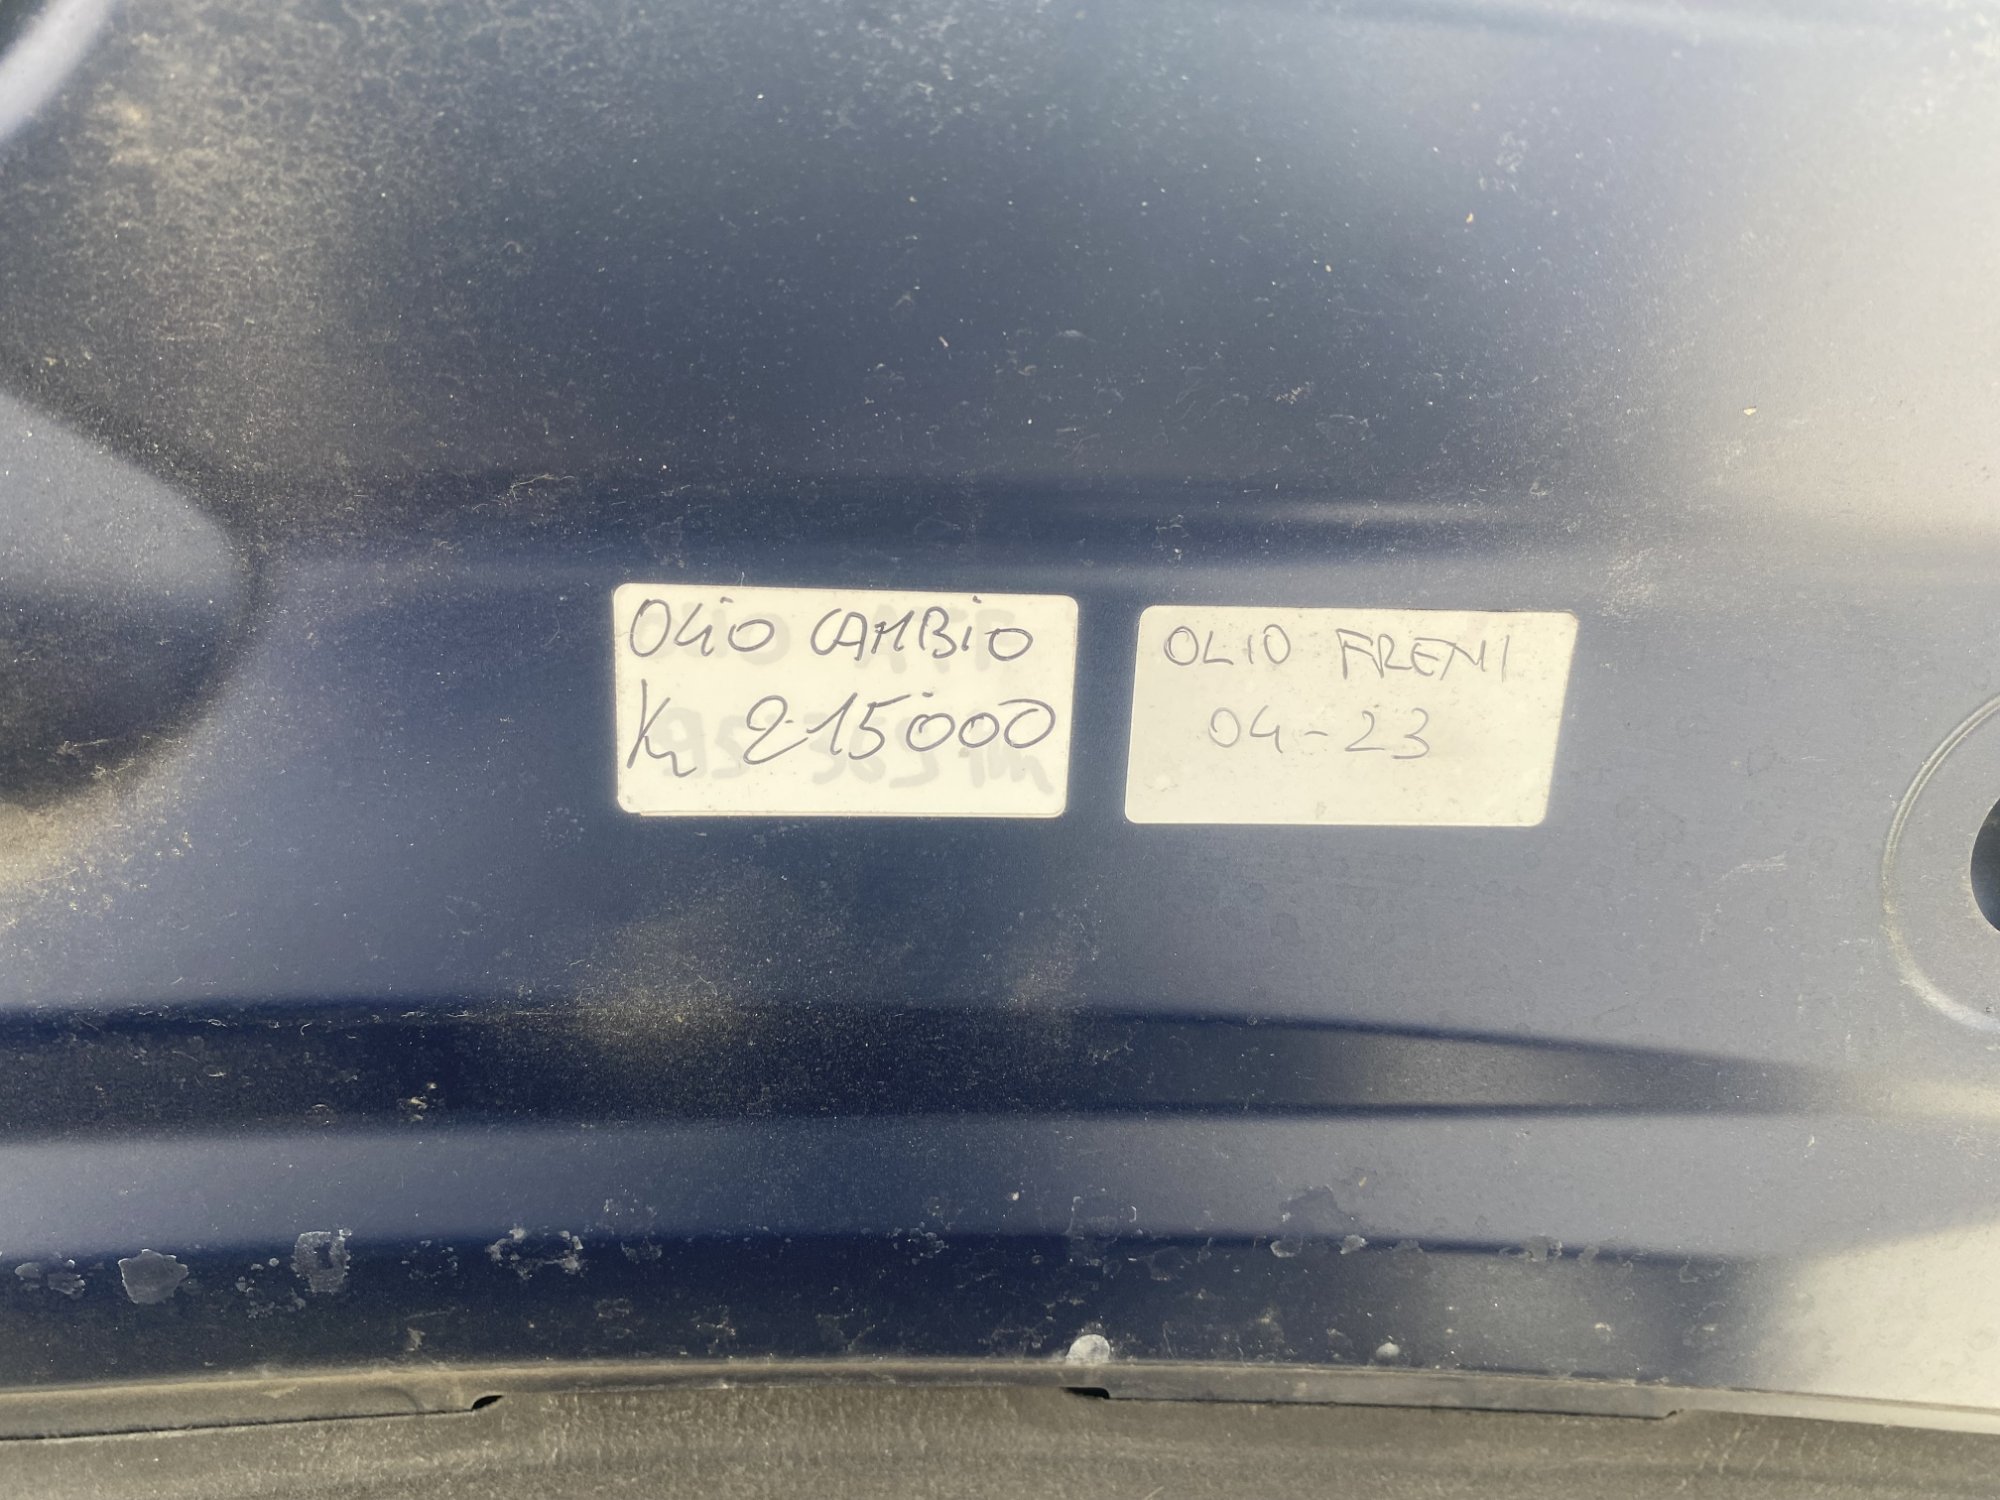 OLiO CAMBiO
Km 215000
OLIO FRENI
04-23